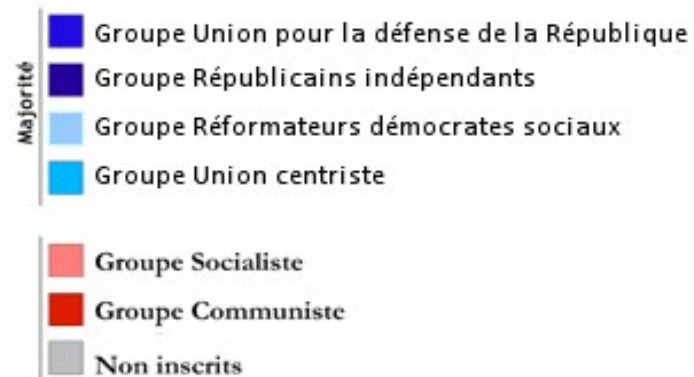 Majorité
Groupe Union pour la défense de la République
Groupe Républicains indépendants
Groupe Réformateurs démocrates sociaux
Groupe Union centriste
Groupe Socialiste
Groupe Communiste
Non inscrits